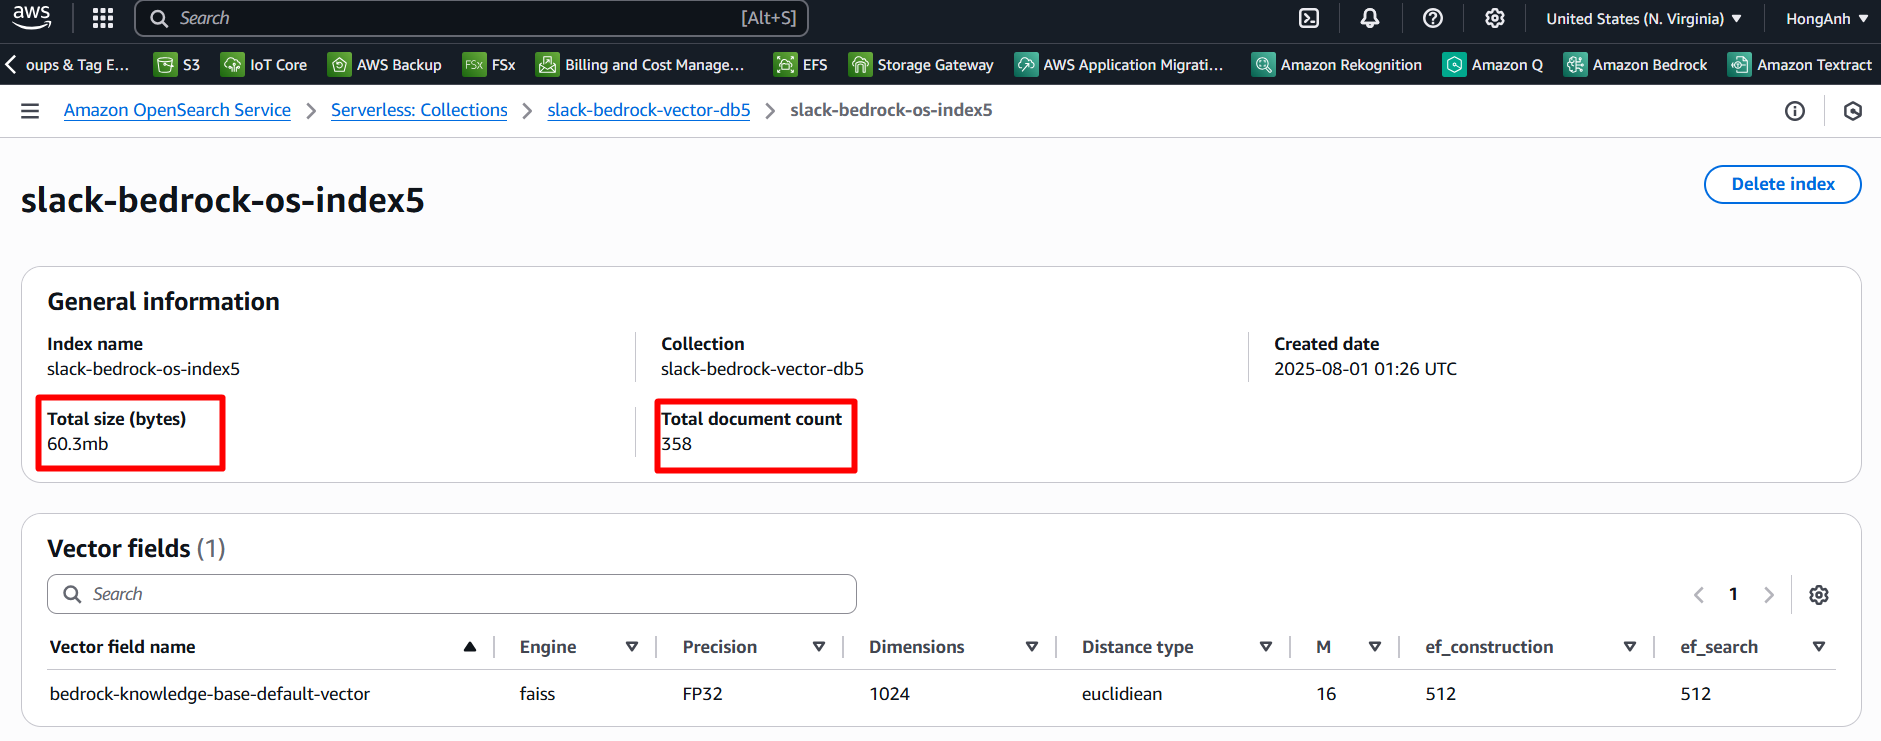 aws Search [Alt+S] United States (N. Virginia) HongAnh
oups & Tag E... S3 IoT Core AWS Backup FSx FSx Billing and Cost Manage... EFS Storage Gateway AWS Application Migrati... Amazon Rekognition Amazon Q Amazon Bedrock Amazon Textract
Amazon OpenSearch Service Serverless: Collections slack-bedrock-vector-db5 slack-bedrock-os-index5
slack-bedrock-os-index5 Delete index
General information
Index name Collection Created date
slack-bedrock-os-index5 slack-bedrock-vector-db5 2025-08-01 01:26 UTC
Total size (bytes) Total document count
60.3mb 358
Vector fields (1)
Search 1
Vector field name Engine Precision Dimensions Distance type M ef_construction ef_search
bedrock-knowledge-base-default-vector faiss FP32 1024 euclidiean 16 512 512